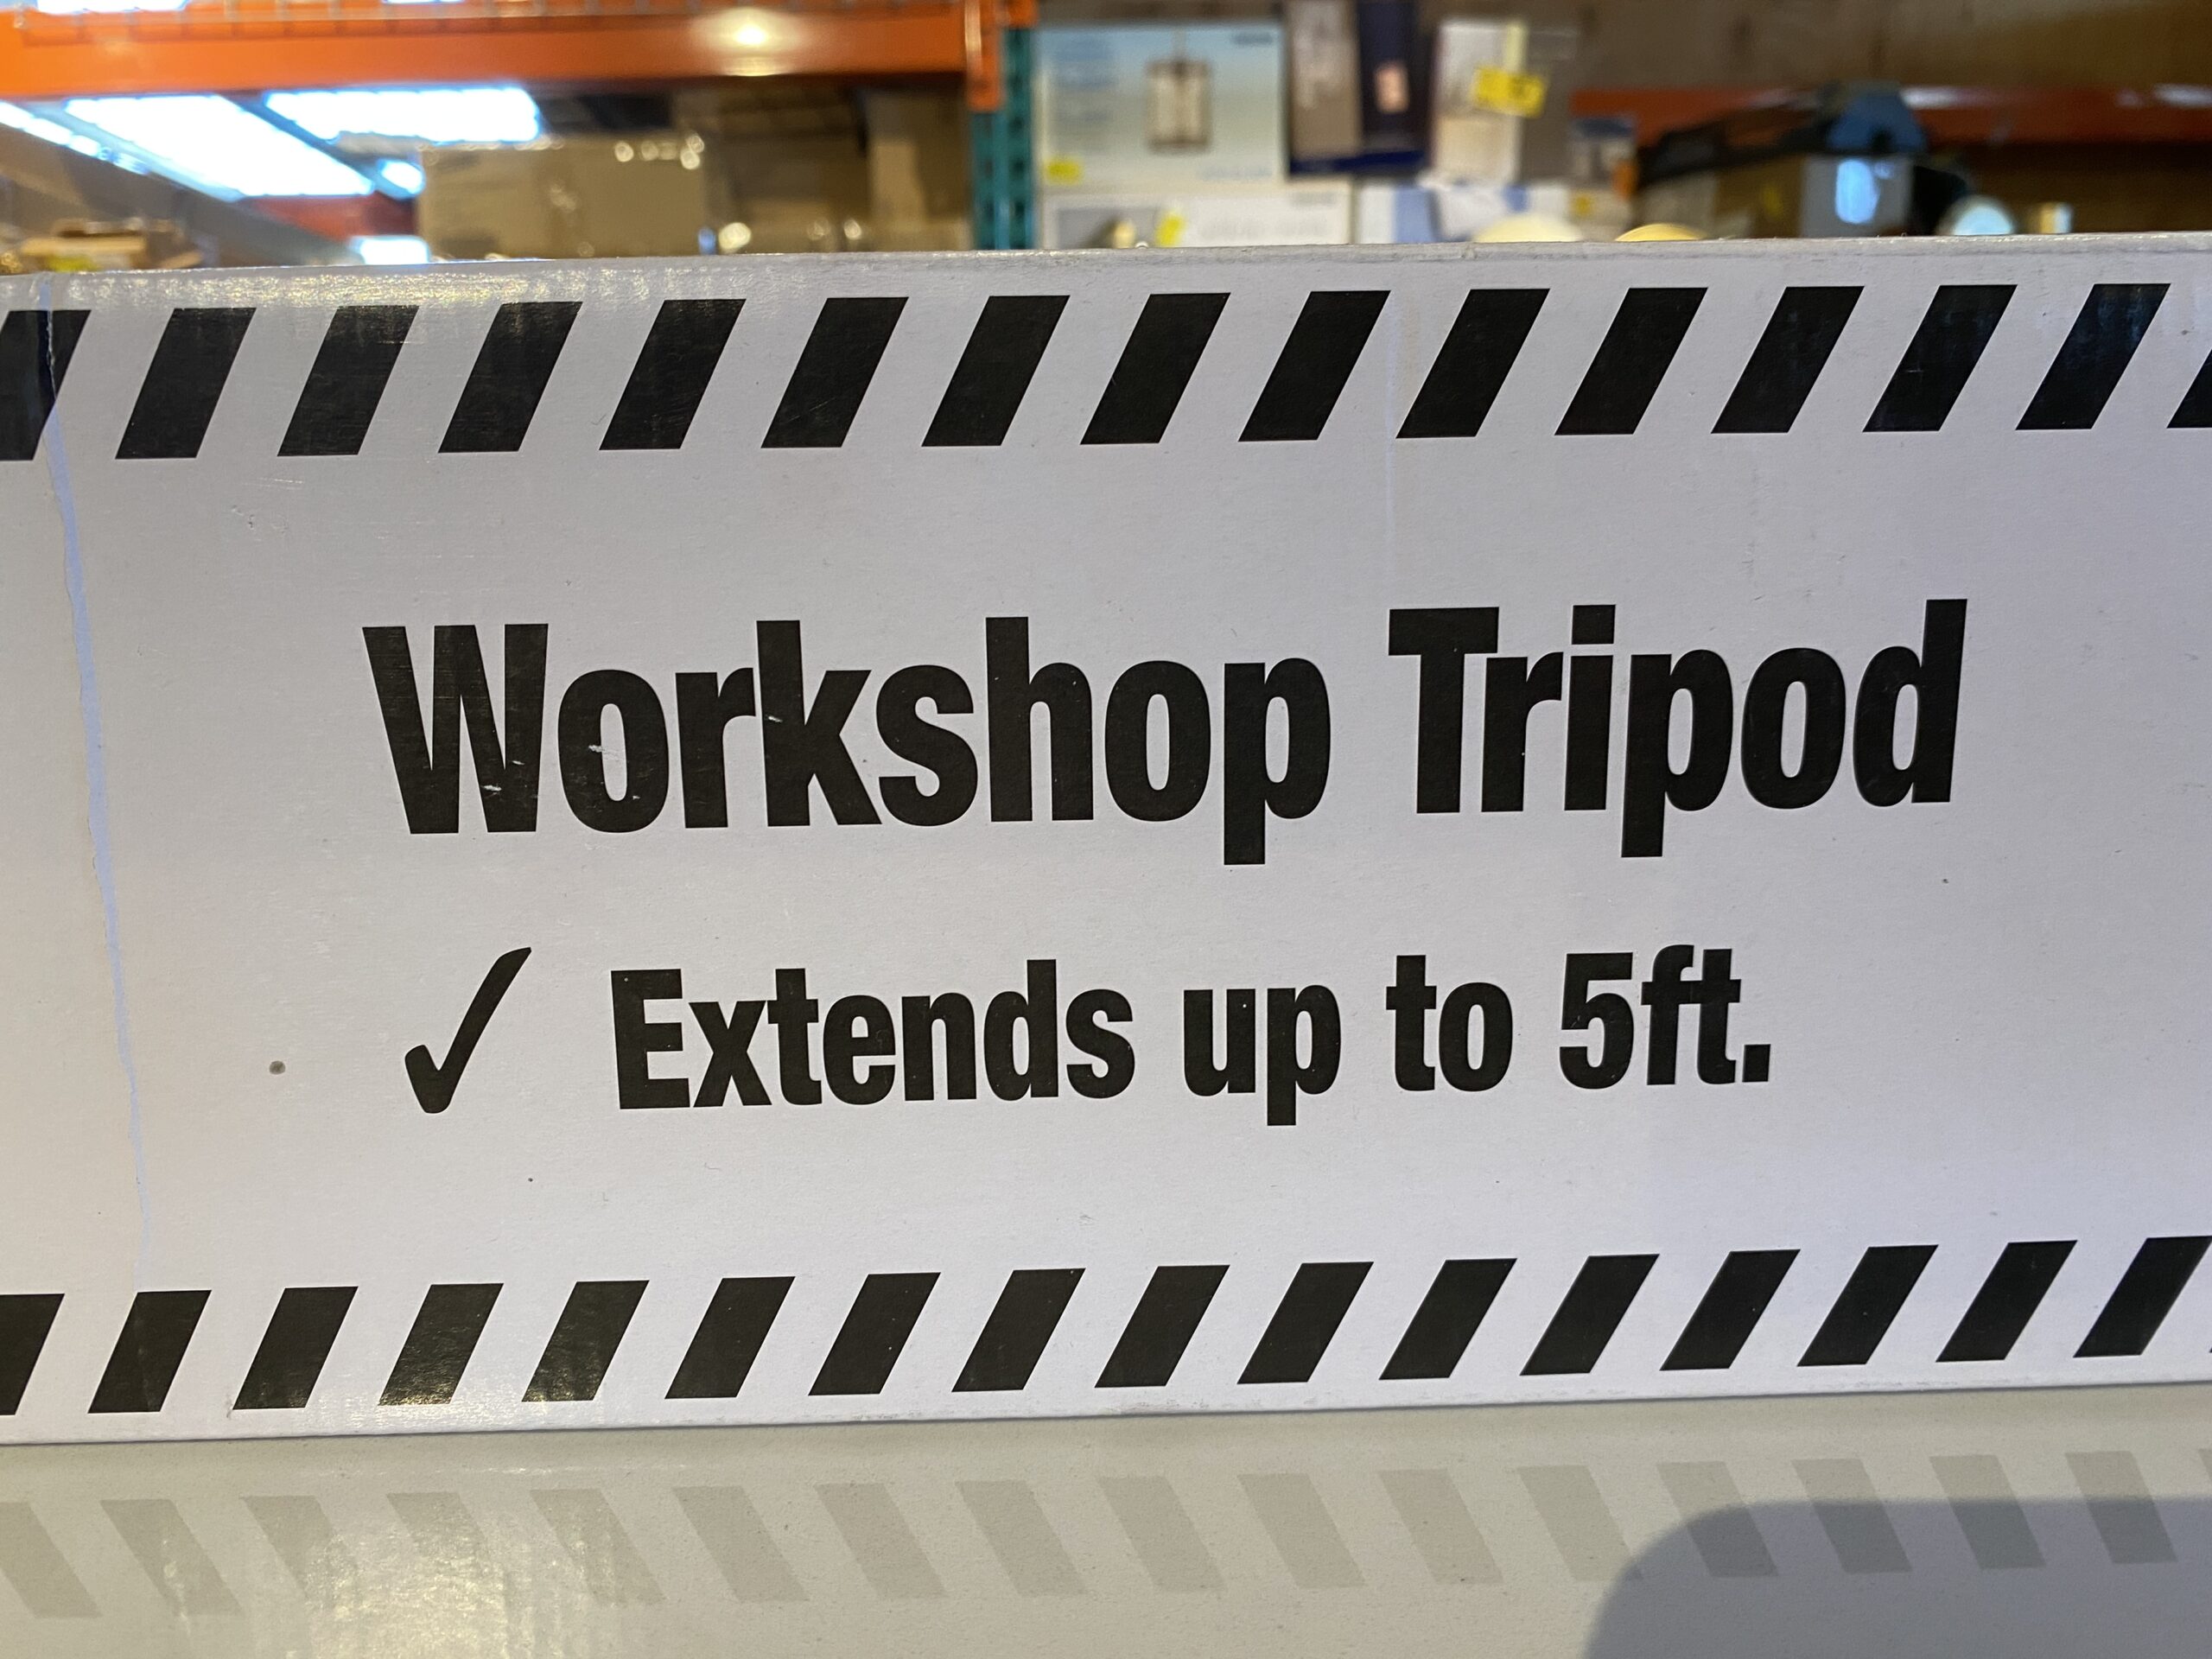 Workshop Tripod
✓ Extends up to 5ft.